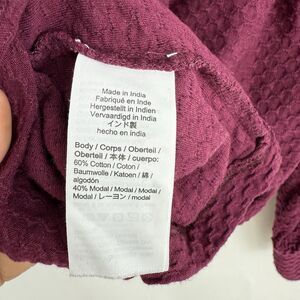 Made in India
Fabriqué en Inde
Hergestellt in Indien
Vervaardigd in India
インド製
hecho en india
Body / Corps / Oberteil /
Oberteil / 本体 / cuerpo:
60% Cotton / Coton /
Baumwolle / Katoen / 綿 /
algodón
40% Modal / Modal / Modal /
Modal / レーヨン / modal